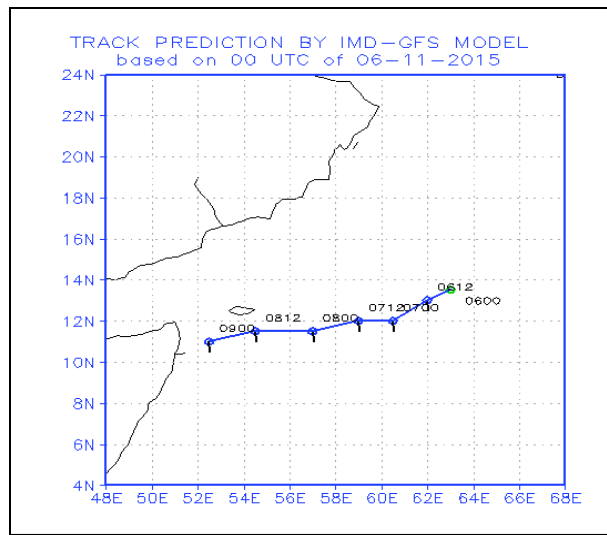 TRACK PREDICTION BY IMD-GFS MODEL
based on 00 UTC of 06-11-2015
24N
22N
20N
18N
16N
14N
0612
0600
12N
0900
0812
0800
0712
0700
10N
8N
6N
4N
48E 50E 52E 54E 56E 58E 60E 62E 64E 66E 68E